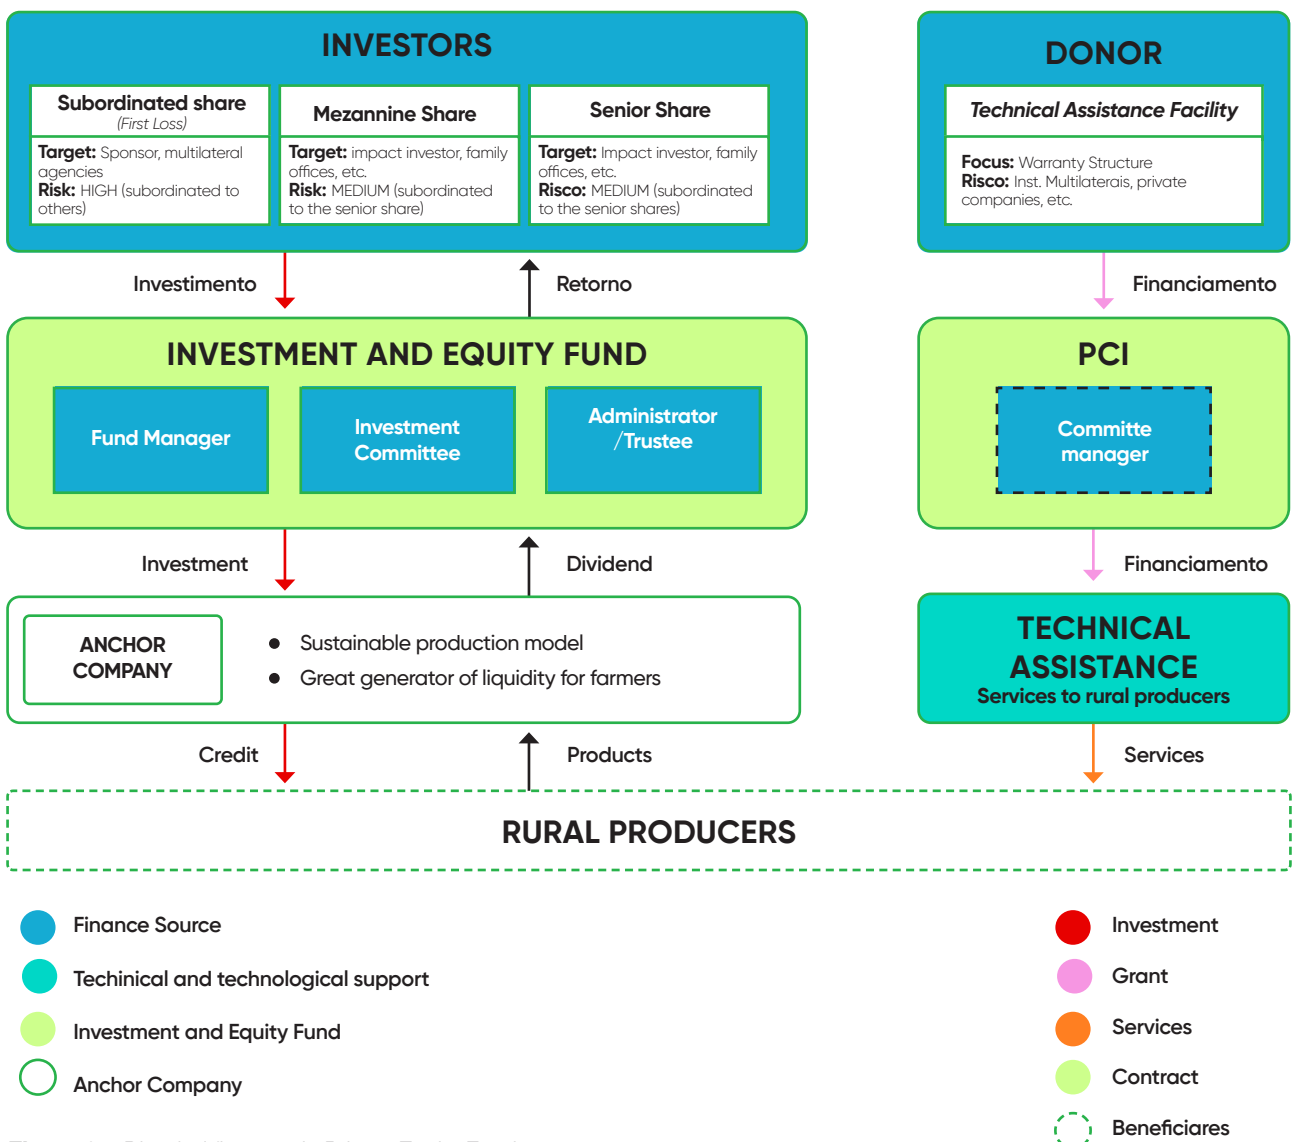 INVESTORS
Subordinated share
(First Loss)
Target: Sponsor, multilateral
agencies
Risk: HIGH (subordinated to
others)
Mezannine Share
Target: impact investor, family
offices, etc.
Risk: MEDIUM (subordinated
to the senior share)
Senior Share
Target: Impact investor, family
offices, etc.
Risco: MEDIUM (subordinated
to the senior shares)
DONOR
Technical Assistance Facility
Focus: Warranty Structure
Risco: Inst. Multilaterais, private
companies, etc.
Investimento
Retorno
Financiamento
INVESTMENT AND EQUITY FUND
Fund Manager
Investment
Committee
Administrator
/Trustee
PCI
Committe
manager
Investment
Dividend
Financiamento
ANCHOR
COMPANY
● Sustainable production model
● Great generator of liquidity for farmers
TECHNICAL
ASSISTANCE
Services to rural producers
Credit
Products
Services
RURAL PRODUCERS
Finance Source
Techinical and technological support
Investment and Equity Fund
Anchor Company
Investment
Grant
Services
Contract
Beneficiares